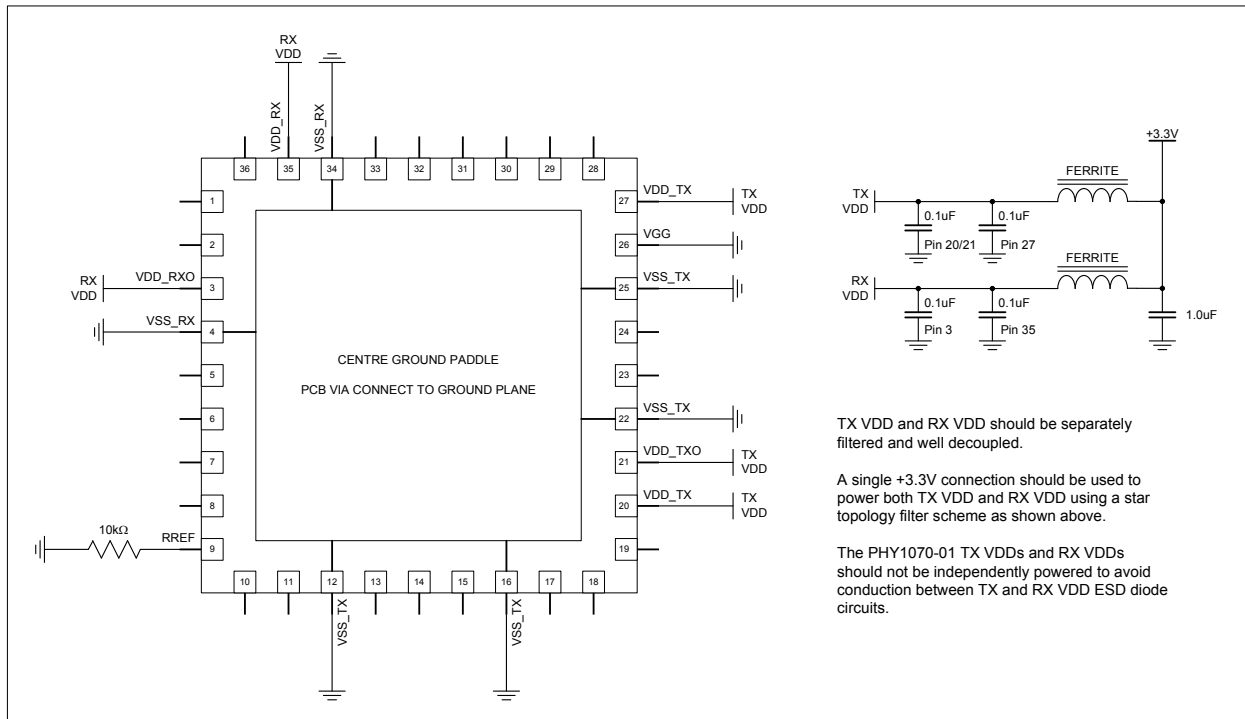 RX
VDD
VDD_RX
VSS_RX
36
35
34
33
32
31
30
29
28
1
2
3
4
5
6
7
8
9
VDD_RXO
RX
VDD
VSS_RX
RREF
10kΩ
CENTRE GROUND PADDLE
PCB VIA CONNECT TO GROUND PLANE
27
26
25
24
23
22
21
20
19
VDD_TX
TX
VDD
VGG
VSS_TX
VSS_TX
VDD_TXO
TX
VDD
VDD_TX
TX
VDD
10
11
12
13
14
15
16
17
18
VSS_TX
VSS_TX
+3.3V
FERRITE
TX
VDD
0.1uF
Pin 20/21
0.1uF
Pin 27
FERRITE
RX
VDD
0.1uF
Pin 3
0.1uF
Pin 35
1.0uF
TX VDD and RX VDD should be separately
filtered and well decoupled.
A single +3.3V connection should be used to
power both TX VDD and RX VDD using a star
topology filter scheme as shown above.
The PHY1070-01 TX VDDs and RX VDDs
should not be independently powered to avoid
conduction between TX and RX VDD ESD diode
circuits.